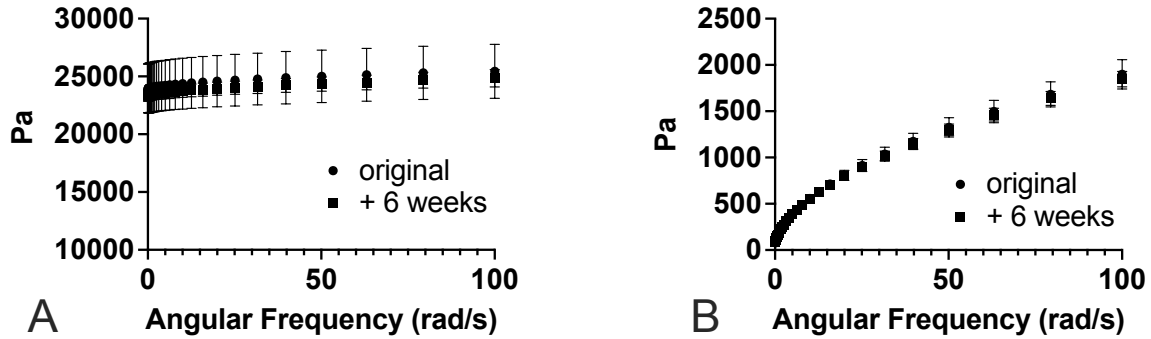 30000
25000
20000
15000
10000
Pa
original
+ 6 weeks
0
50
100
Angular Frequency (rad/s)
A
2500
2000
1500
1000
500
0
Pa
original
+ 6 weeks
0
50
100
Angular Frequency (rad/s)
B